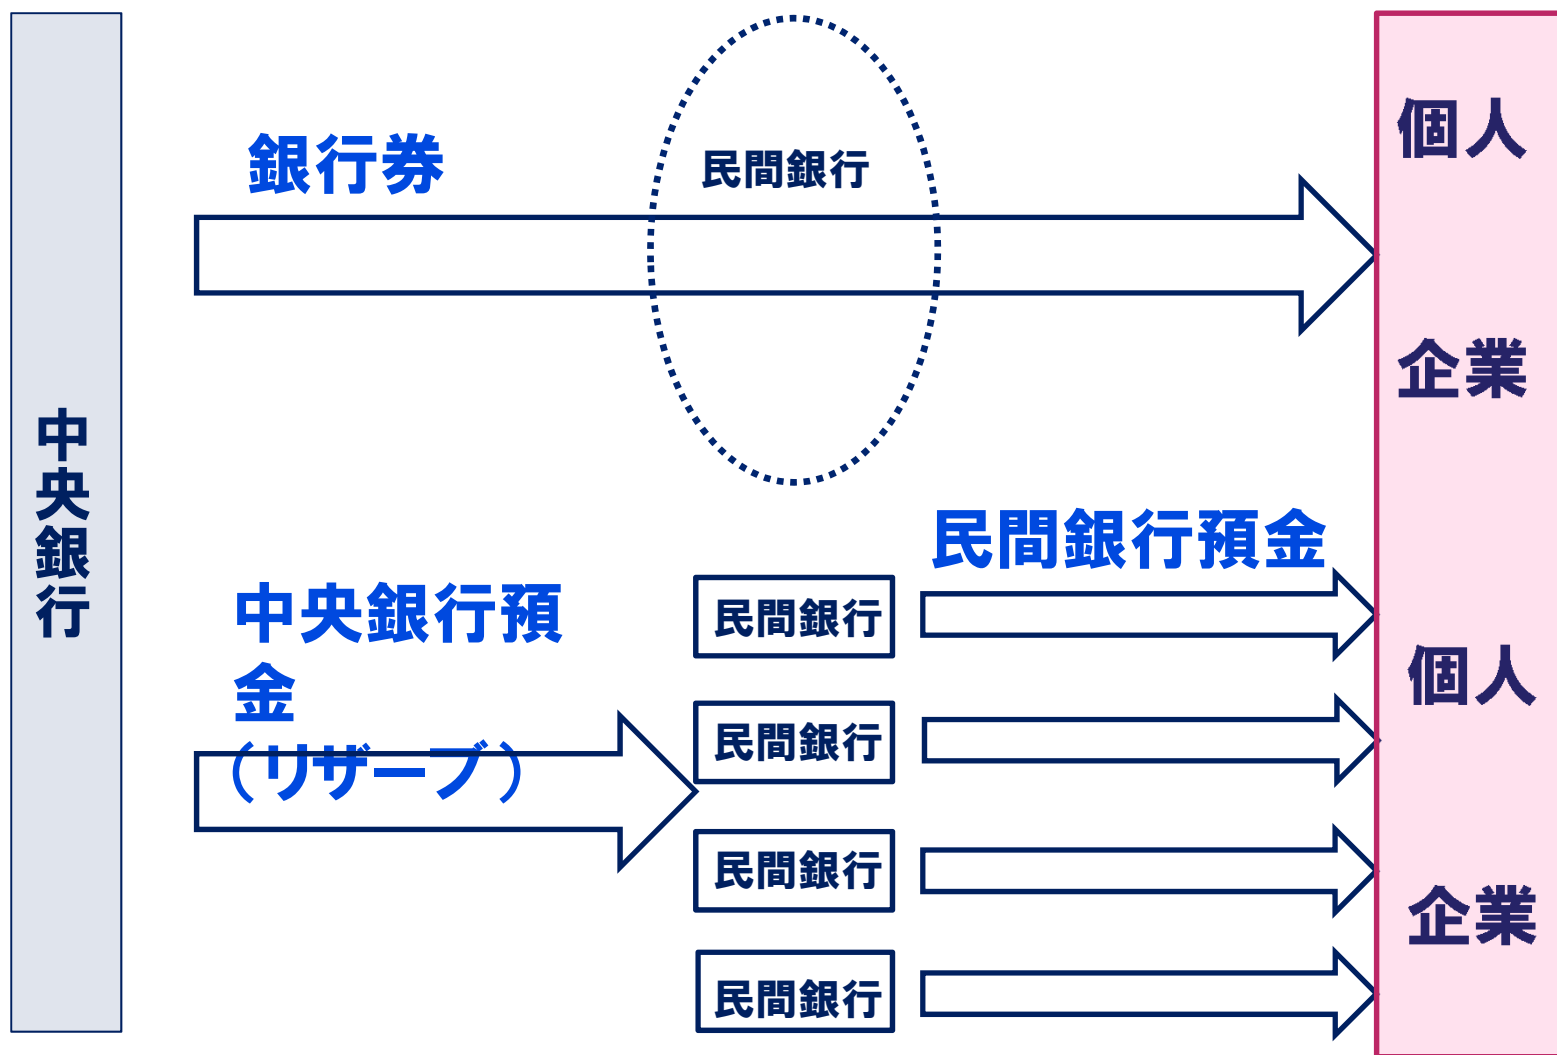 中央銀行
銀行券
民間銀行
個人
企業
中央銀行預
金
（リザーブ）
民間銀行預金
民間銀行
民間銀行
民間銀行
民間銀行
個人
企業